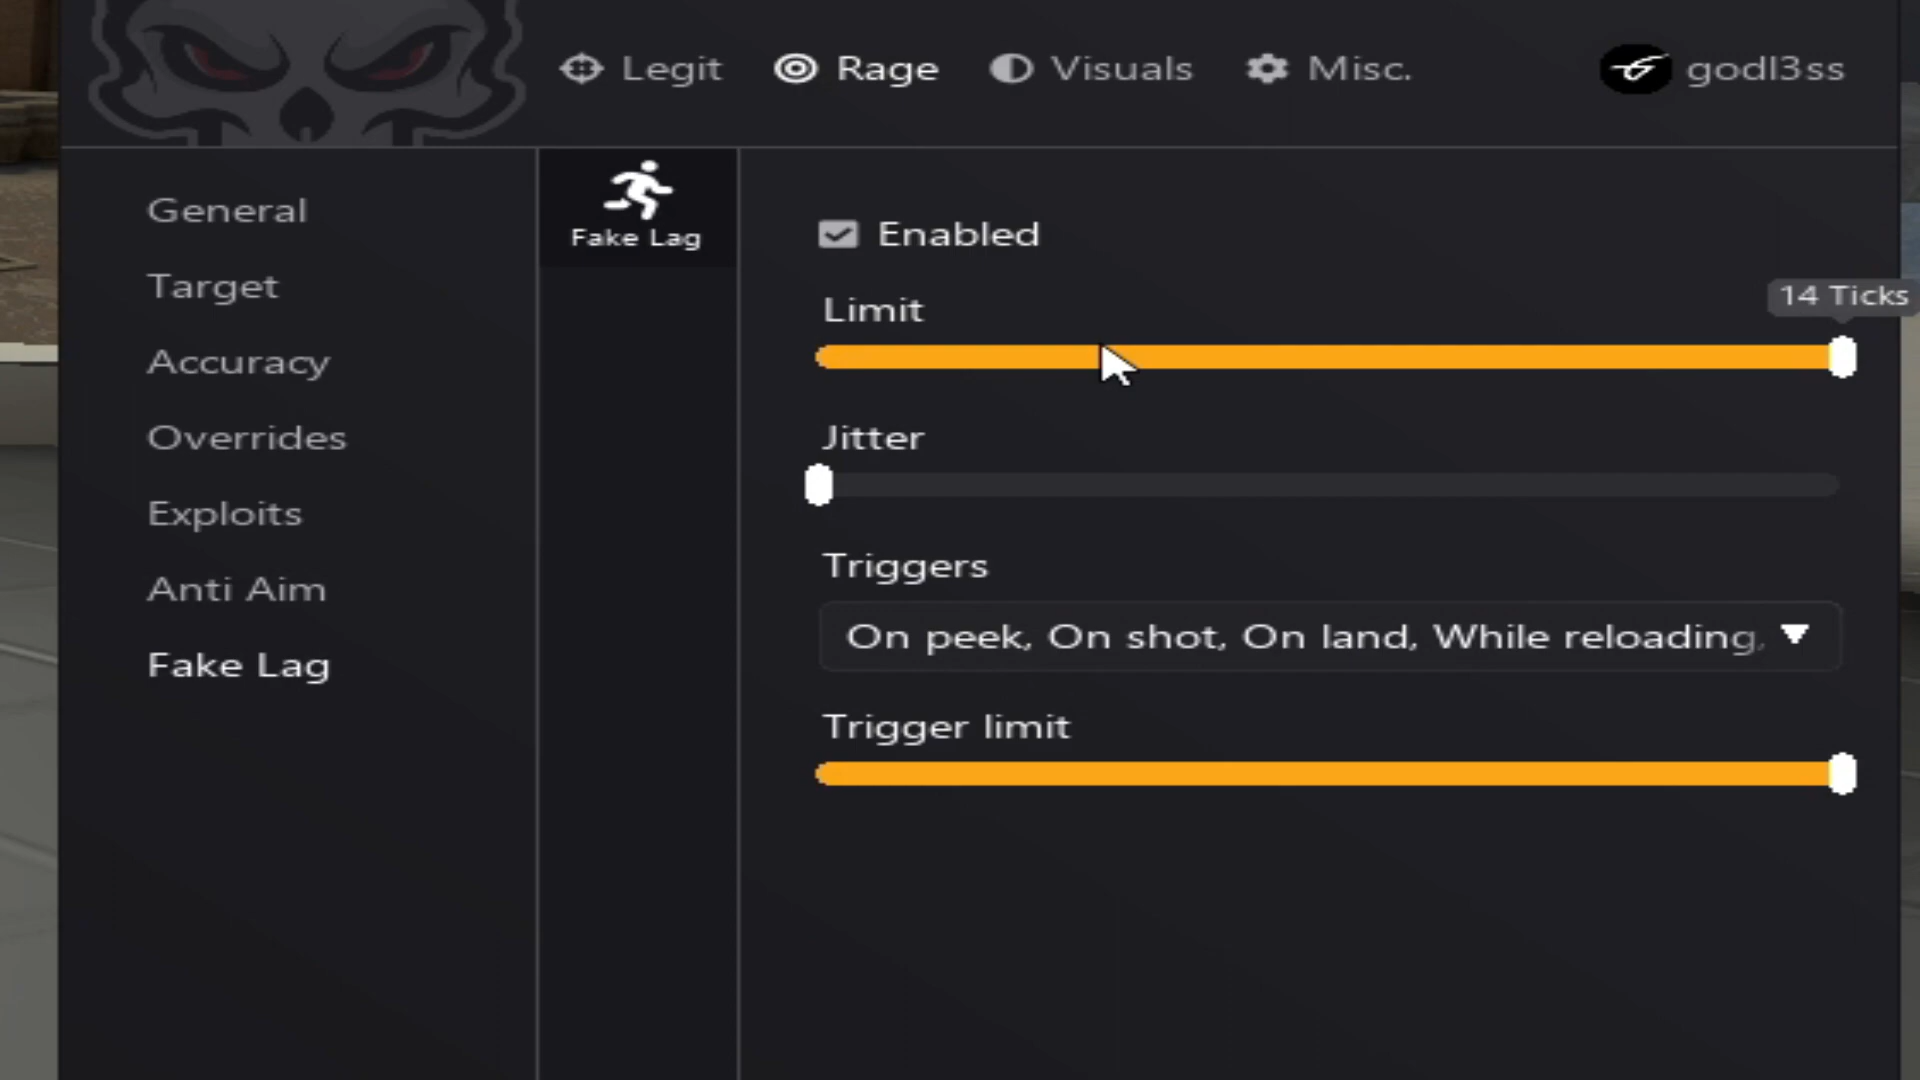 Legit
Rage
Visuals
Misc.
godl3ss
General
Target
Accuracy
Overrides
Exploits
Anti Aim
Fake Lag
Fake Lag
Enabled
Limit
14 Ticks
Jitter
Triggers
On peek, On shot, On land, While reloading,
Trigger limit